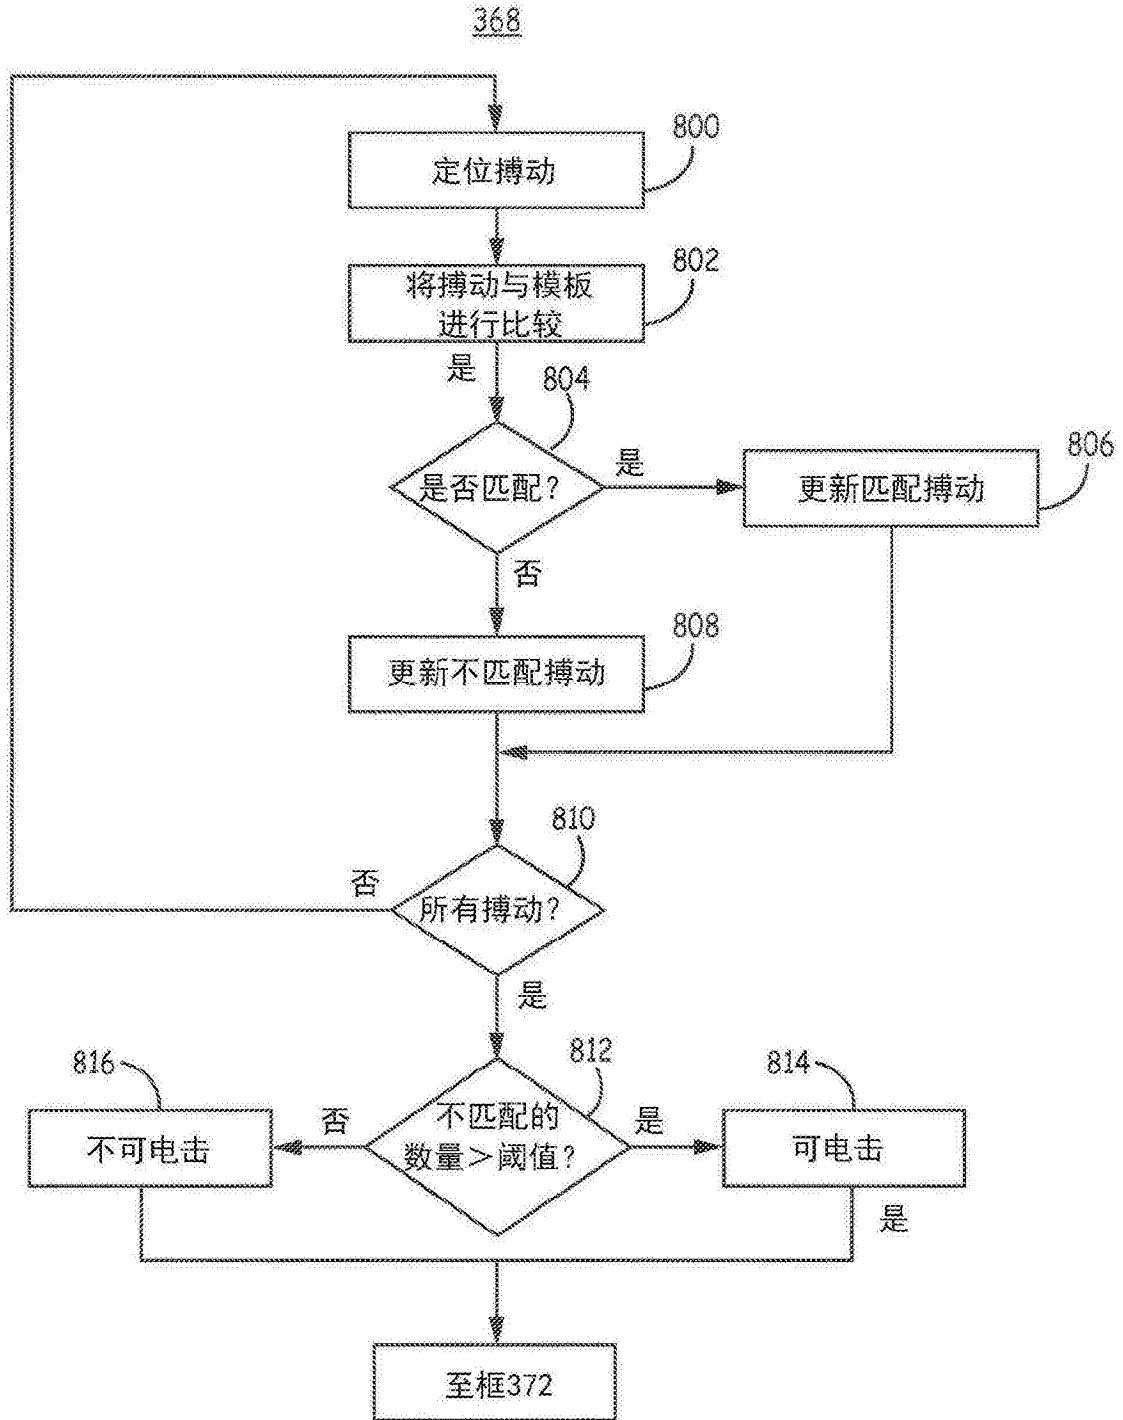 368
800
定位搏动
802
将搏动与模板
进行比较
是
804
是否匹配?
是
806
更新匹配搏动
否
808
更新不匹配搏动
810
否
所有搏动?
是
816
812
814
不可电击
否
不匹配的
数量>阈值?
是
可电击
是
至框372